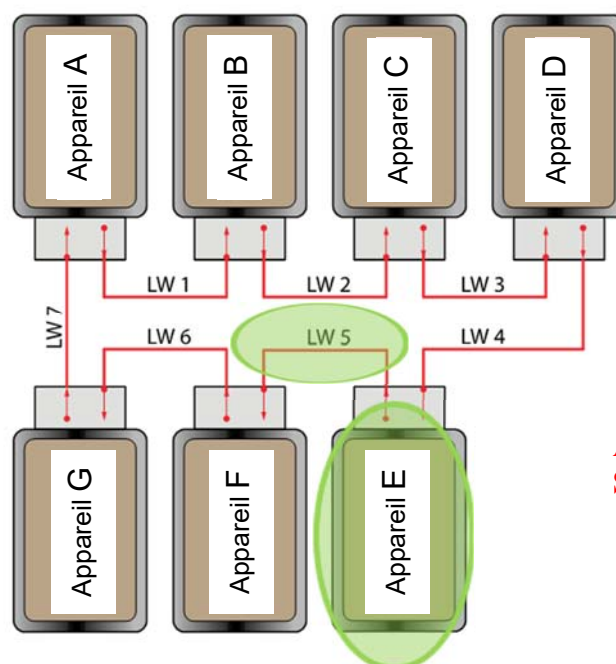 Appareil A
Appareil B
Appareil C
Appareil D
LW 1
LW 2
LW 3
LW 7
LW 6
LW 5
LW 4
Appareil G
Appareil F
Appareil E